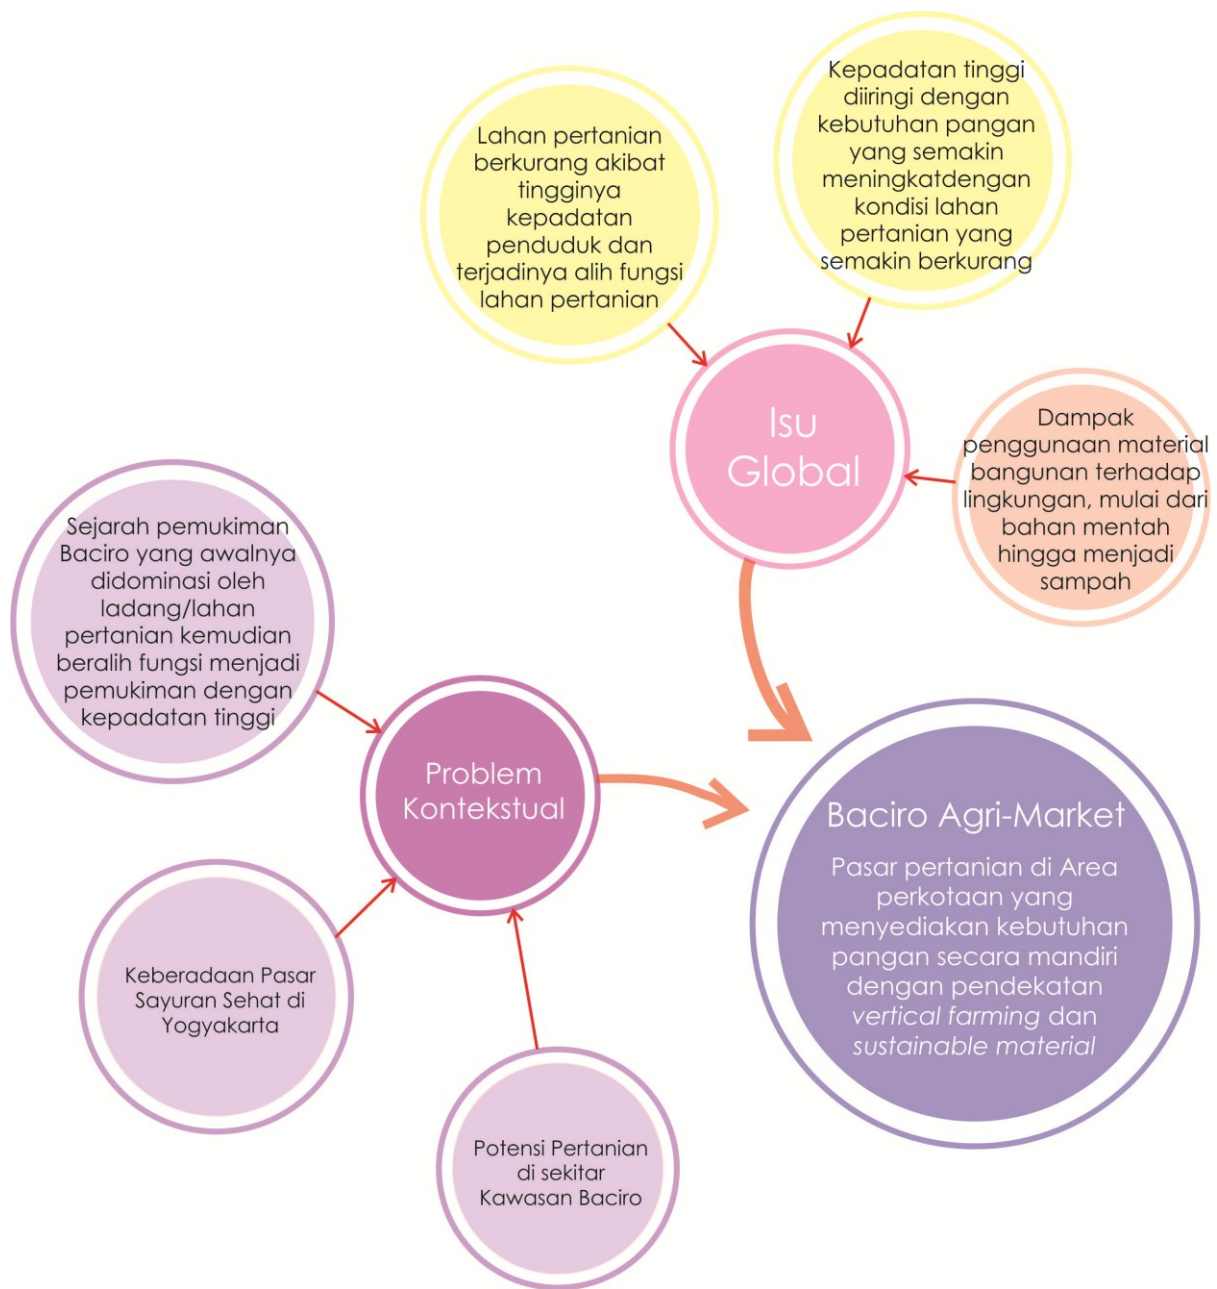 Kepadatan tinggi
diiringi dengan
kebutuhan pangan
yang semakin
meningkatdengan
kondisi lahan
pertanian yang
semakin berkurang
Lahan pertanian
berkurang akibat
tingginya
kepadatan
penduduk dan
terjadinya alih fungsi
lahan pertanian
Isu
Global
Dampak
penggunaan material
bangunan terhadap
lingkungan, mulai dari
bahan mentah
hingga menjadi
sampah
Sejarah pemukiman
Baciro yang awalnya
didominasi oleh
ladang/lahan
pertanian kemudian
beralih fungsi menjadi
pemukiman dengan
kepadatan tinggi
Problem
Kontekstual
Baciro Agri-Market
Pasar pertanian di Area
perkotaan yang
menyediakan kebutuhan
pangan secara mandiri
dengan pendekatan
vertical farming dan
sustainable material
Keberadaan Pasar
Sayuran Sehat di
Yogyakarta
Potensi Pertanian
di sekitar
Kawasan Baciro